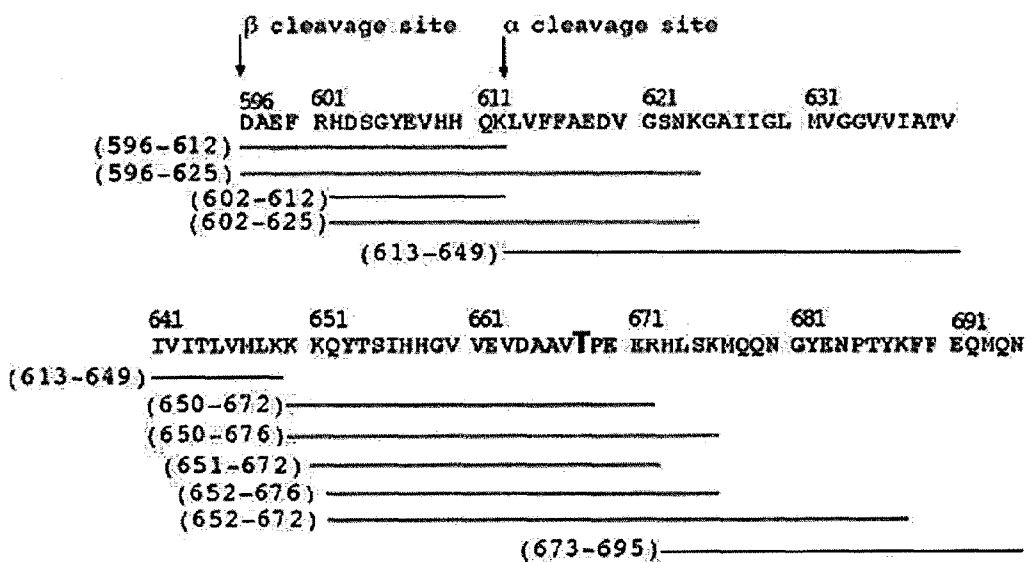 β cleavage site α cleavage site
596 601 611 621 631
DAEF RHDSGYEVHH QKLVFFAEDV GSNKGAIIGL MVGGVVIATV
(596-612)
(596-625)
(602-612)
(602-625)
(613-649)
641 651 661 671 681 691
IVITLVMLKK KQYTSIHHGV VEVDAAVTPE ERHLSKMQQN GYENPTYKFF EQMQN
(613-649)
(650-672)
(650-676)
(651-672)
(652-676)
(652-672)
(673-695)